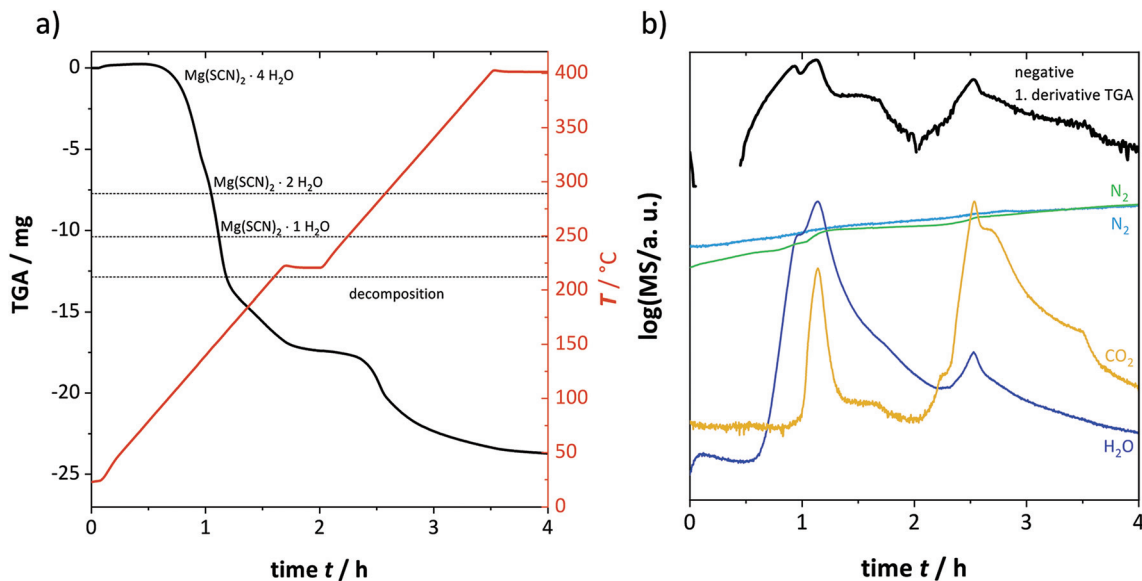 a)
0
-5
-10
-15
-20
-25
TGA / mg
Mg(SCN)₂ · 4 H₂O
Mg(SCN)₂ · 2 H₂O
Mg(SCN)₂ · 1 H₂O
decomposition
400
350
300
250
200
150
100
50
0
T / °C
0 1 2 3 4
time t / h
b)
log(MS/a. u.)
negative
1. derivative TGA
N₂
N₂
CO₂
H₂O
0 1 2 3 4
time t / h